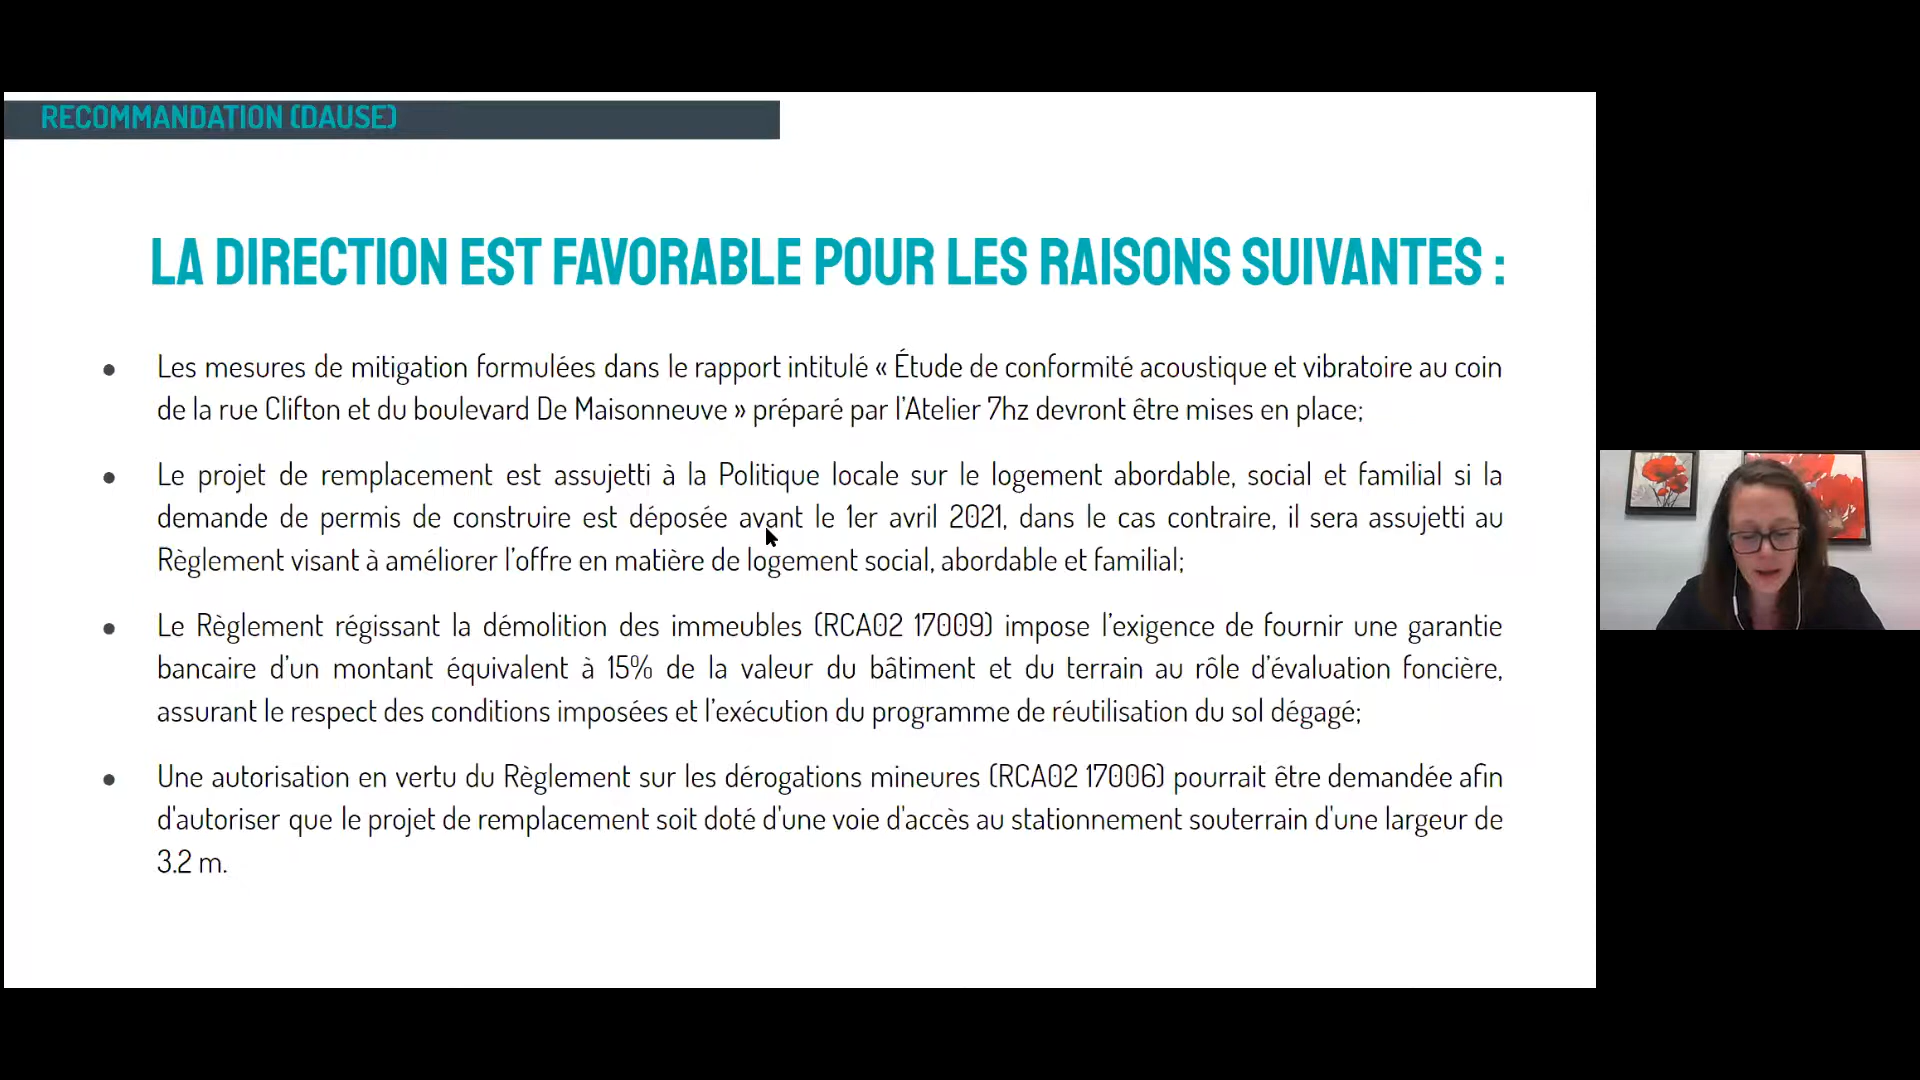 RECOMMANDATION (DAUSE)
LA DIRECTION EST FAVORABLE POUR LES RAISONS SUIVANTES :
● Les mesures de mitigation formulées dans le rapport intitulé « Étude de conformité acoustique et vibratoire au coin
de la rue Clifton et du boulevard De Maisonneuve » préparé par l’Atelier 7hz devront être mises en place;
● Le projet de remplacement est assujetti à la Politique locale sur le logement abordable, social et familial si la
demande de permis de construire est déposée avant le 1er avril 2021, dans le cas contraire, il sera assujetti au
Règlement visant à améliorer l’offre en matière de logement social, abordable et familial;
● Le Règlement régissant la démolition des immeubles (RCA02 17009) impose l’exigence de fournir une garantie
bancaire d’un montant équivalent à 15% de la valeur du bâtiment et du terrain au rôle d’évaluation foncière,
assurant le respect des conditions imposées et l’exécution du programme de réutilisation du sol dégagé;
● Une autorisation en vertu du Règlement sur les dérogations mineures (RCA02 17006) pourrait être demandée afin
d'autoriser que le projet de remplacement soit doté d'une voie d'accès au stationnement souterrain d'une largeur de
3.2 m.